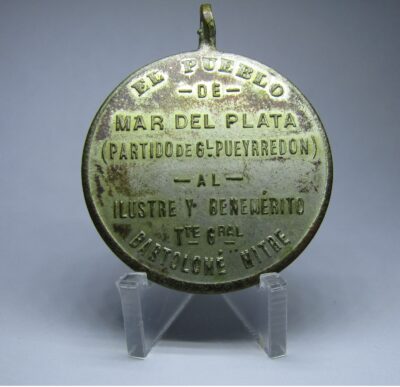 EL PUEBLO
— DE —
MAR DEL PLATA
(PARTIDO DE GL PUEYRREDON)
— AL —
ILUSTRE Y BENEMÉRITO
TTE GRAL
BARTOLOMÉ MITRE